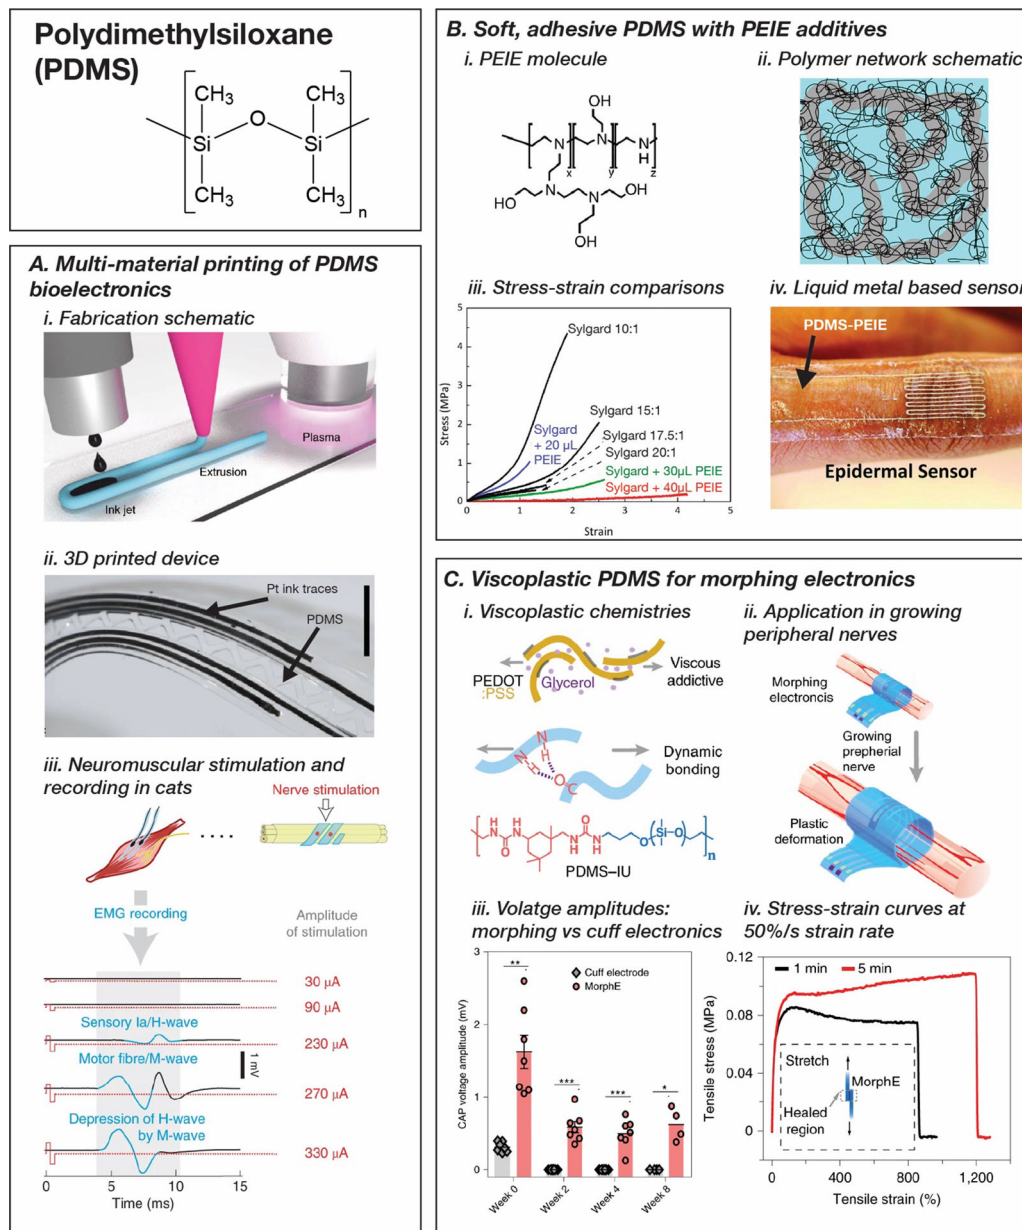 Polydimethylsiloxane
(PDMS)
CH3
CH3
O
Si
Si
CH3
CH3
n
A. Multi-material printing of PDMS
bioelectronics
i. Fabrication schematic
Plasma
Extrusion
Ink jet
ii. 3D printed device
Pt ink traces
PDMS
iii. Neuromuscular stimulation and
recording in cats
Nerve stimulation
EMG recording
Amplitude
of stimulation
30 µA
90 µA
Sensory Ia/H-wave
230 µA
Motor fibre/M-wave
1 mV
270 µA
Depression of H-wave
by M-wave
330 µA
0 5 10 15
Time (ms)
B. Soft, adhesive PDMS with PEIE additives
i. PEIE molecule
OH
N
N
N
H
x
y
z
HO
N
N
OH
OH
ii. Polymer network schematic
iii. Stress-strain comparisons
5
4
3
2
1
0
Stress (MPa)
Sylgard 10:1
Sylgard 15:1
Sylgard
+ 20 µL
PEIE
Sylgard 17.5:1
Sylgard 20:1
Sylgard + 30µL PEIE
Sylgard + 40µL PEIE
0 1 2 3 4 5
Strain
iv. Liquid metal based sensor
PDMS-PEIE
Epidermal Sensor
C. Viscoplastic PDMS for morphing electronics
i. Viscoplastic chemistries
PEDOT
:PSS
Glycerol
Viscous
addictive
N
H
N
H
O
C
Dynamic
bonding
O
H
N
N
H
O
H
N
N
H
O
Si
O
n
PDMS–IU
ii. Application in growing
peripheral nerves
Morphing
electroncis
Growing
prepherial
nerve
Plastic
deformation
iii. Volatge amplitudes:
morphing vs cuff electronics
3
2
1
0
CAP voltage amplitude (mV)
Cuff electrode
MorphE
**
***
***
*
Week 0
Week 2
Week 4
Week 8
iv. Stress-strain curves at
50%/s strain rate
0.12
0.08
0.04
0
Tensile stress (MPa)
1 min
5 min
Stretch
MorphE
Healed
region
0 400 800 1,200
Tensile strain (%)